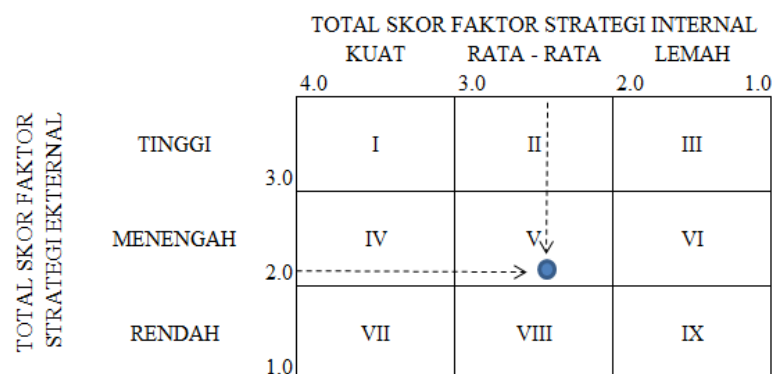 TOTAL SKOR FAKTOR STRATEGI INTERNAL
KUAT RATA - RATA LEMAH
4.0 3.0 2.0 1.0
TOTAL SKOR FAKTOR
STRATEGI EKTERNAL
TINGGI I II III
3.0
MENENGAH IV V VI
2.0
RENDAH VII VIII IX
1.0